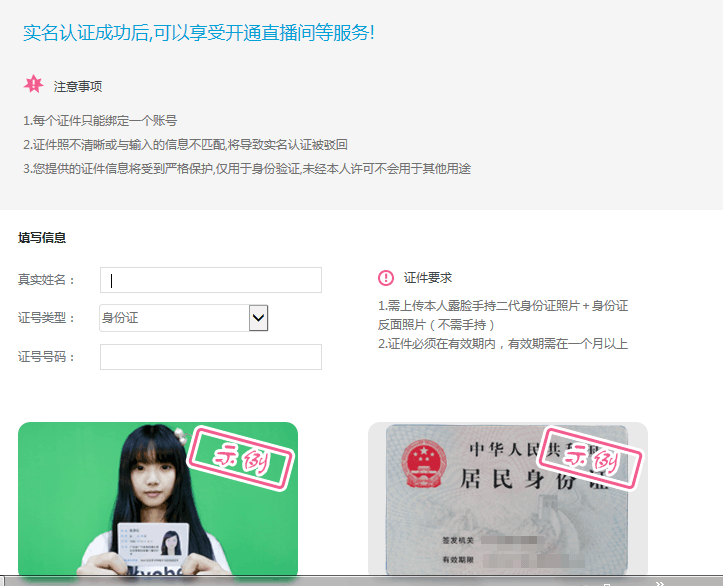 实名认证成功后,可以享受开通直播间等服务!
注意事项
1.每个证件只能绑定一个账号
2.证件照不清晰或与输入的信息不匹配,将导致实名认证被驳回
3.您提供的证件信息将受到严格保护,仅用于身份验证,未经本人许可不会用于其他用途
填写信息
真实姓名：
证号类型：
身份证
证号号码：
证件要求
1.需上传本人露脸手持二代身份证照片＋身份证
反面照片（不需手持）
2.证件必须在有效期内，有效期需在一个月以上
示例
中华人民共和
示例
居民身份证
签发机关
有效期限